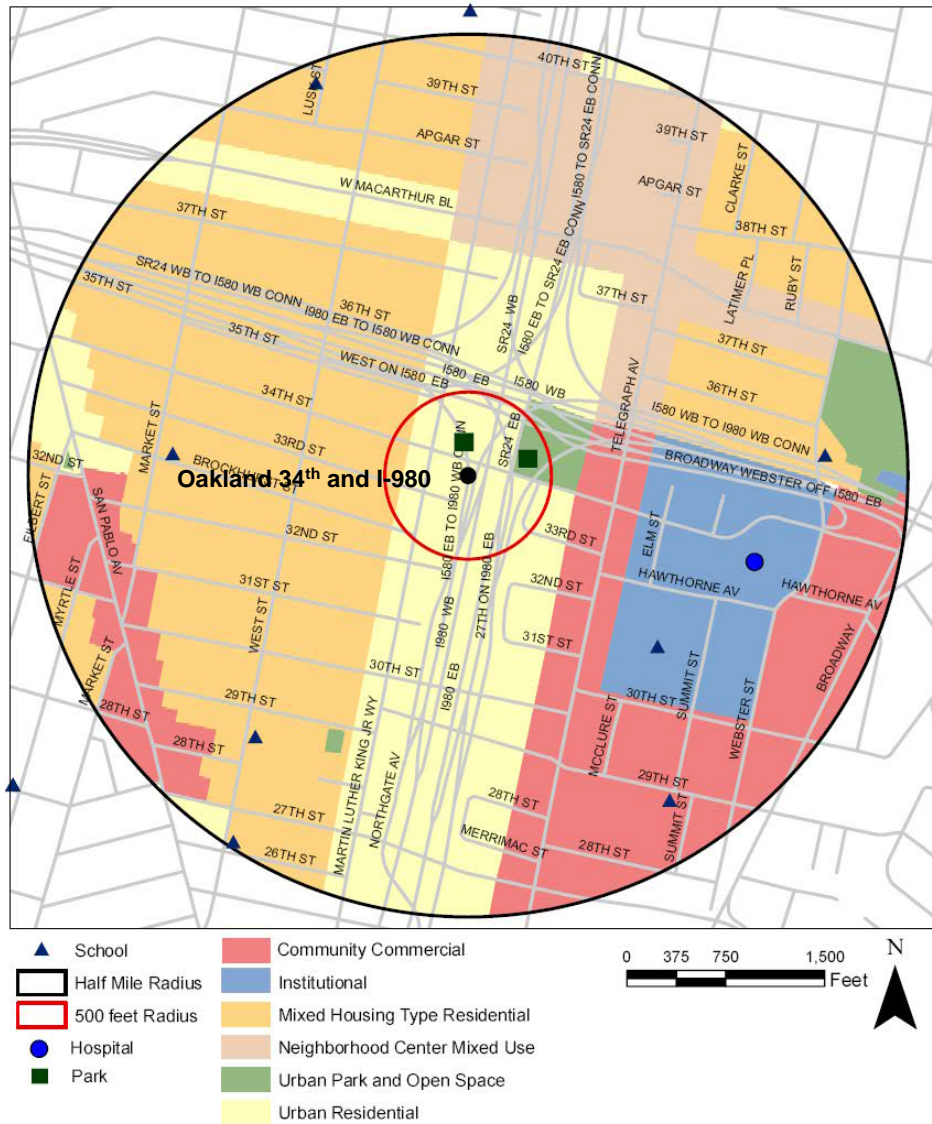 40TH ST
LUSK ST
39TH ST
I580 TO SR24 EB CONN
39TH ST
APGAR ST
CLARKE ST
APGAR ST
W MACARTHUR BL
37TH ST
38TH ST
LATIMER PL
RUBY ST
SR24 WB TO I580 WB CONN
35TH ST
I580 EB TO SR24 EB CONN
37TH ST
36TH ST
I980 EB TO I580 WB CONN
SR24 WB
35TH ST
WEST ON I580 EB
I580 EB
I580 WB
37TH ST
36TH ST
TELEGRAPH AV
34TH ST
I580 WB TO I980 WB CONN
MARKET ST
33RD ST
SR24 EB
BROADWAY-WEBSTER OFF I580 EB
32ND ST
BROCKHURST ST
Oakland 34th and I-980
FILBERT ST
SAN PABLO AV
32ND ST
I580 EB TO I980 WB CONN
27TH ON I980 EB
33RD ST
ELM ST
32ND ST
HAWTHORNE AV
HAWTHORNE AV
MYRTLE ST
31ST ST
WEST ST
I980 WB
31ST ST
BROADWAY
MARKET ST
30TH ST
I980 EB
SUMMIT ST
30TH ST
WEBSTER ST
28TH ST
29TH ST
MCCLURE ST
28TH ST
MARTIN LUTHER KING JR WY
NORTHGATE AV
29TH ST
27TH ST
28TH ST
SUMMIT ST
MERRIMAC ST
28TH ST
26TH ST
School
Half Mile Radius
500 feet Radius
Hospital
Park
Community Commercial
Institutional
Mixed Housing Type Residential
Neighborhood Center Mixed Use
Urban Park and Open Space
Urban Residential
0 375 750 1,500
Feet
N